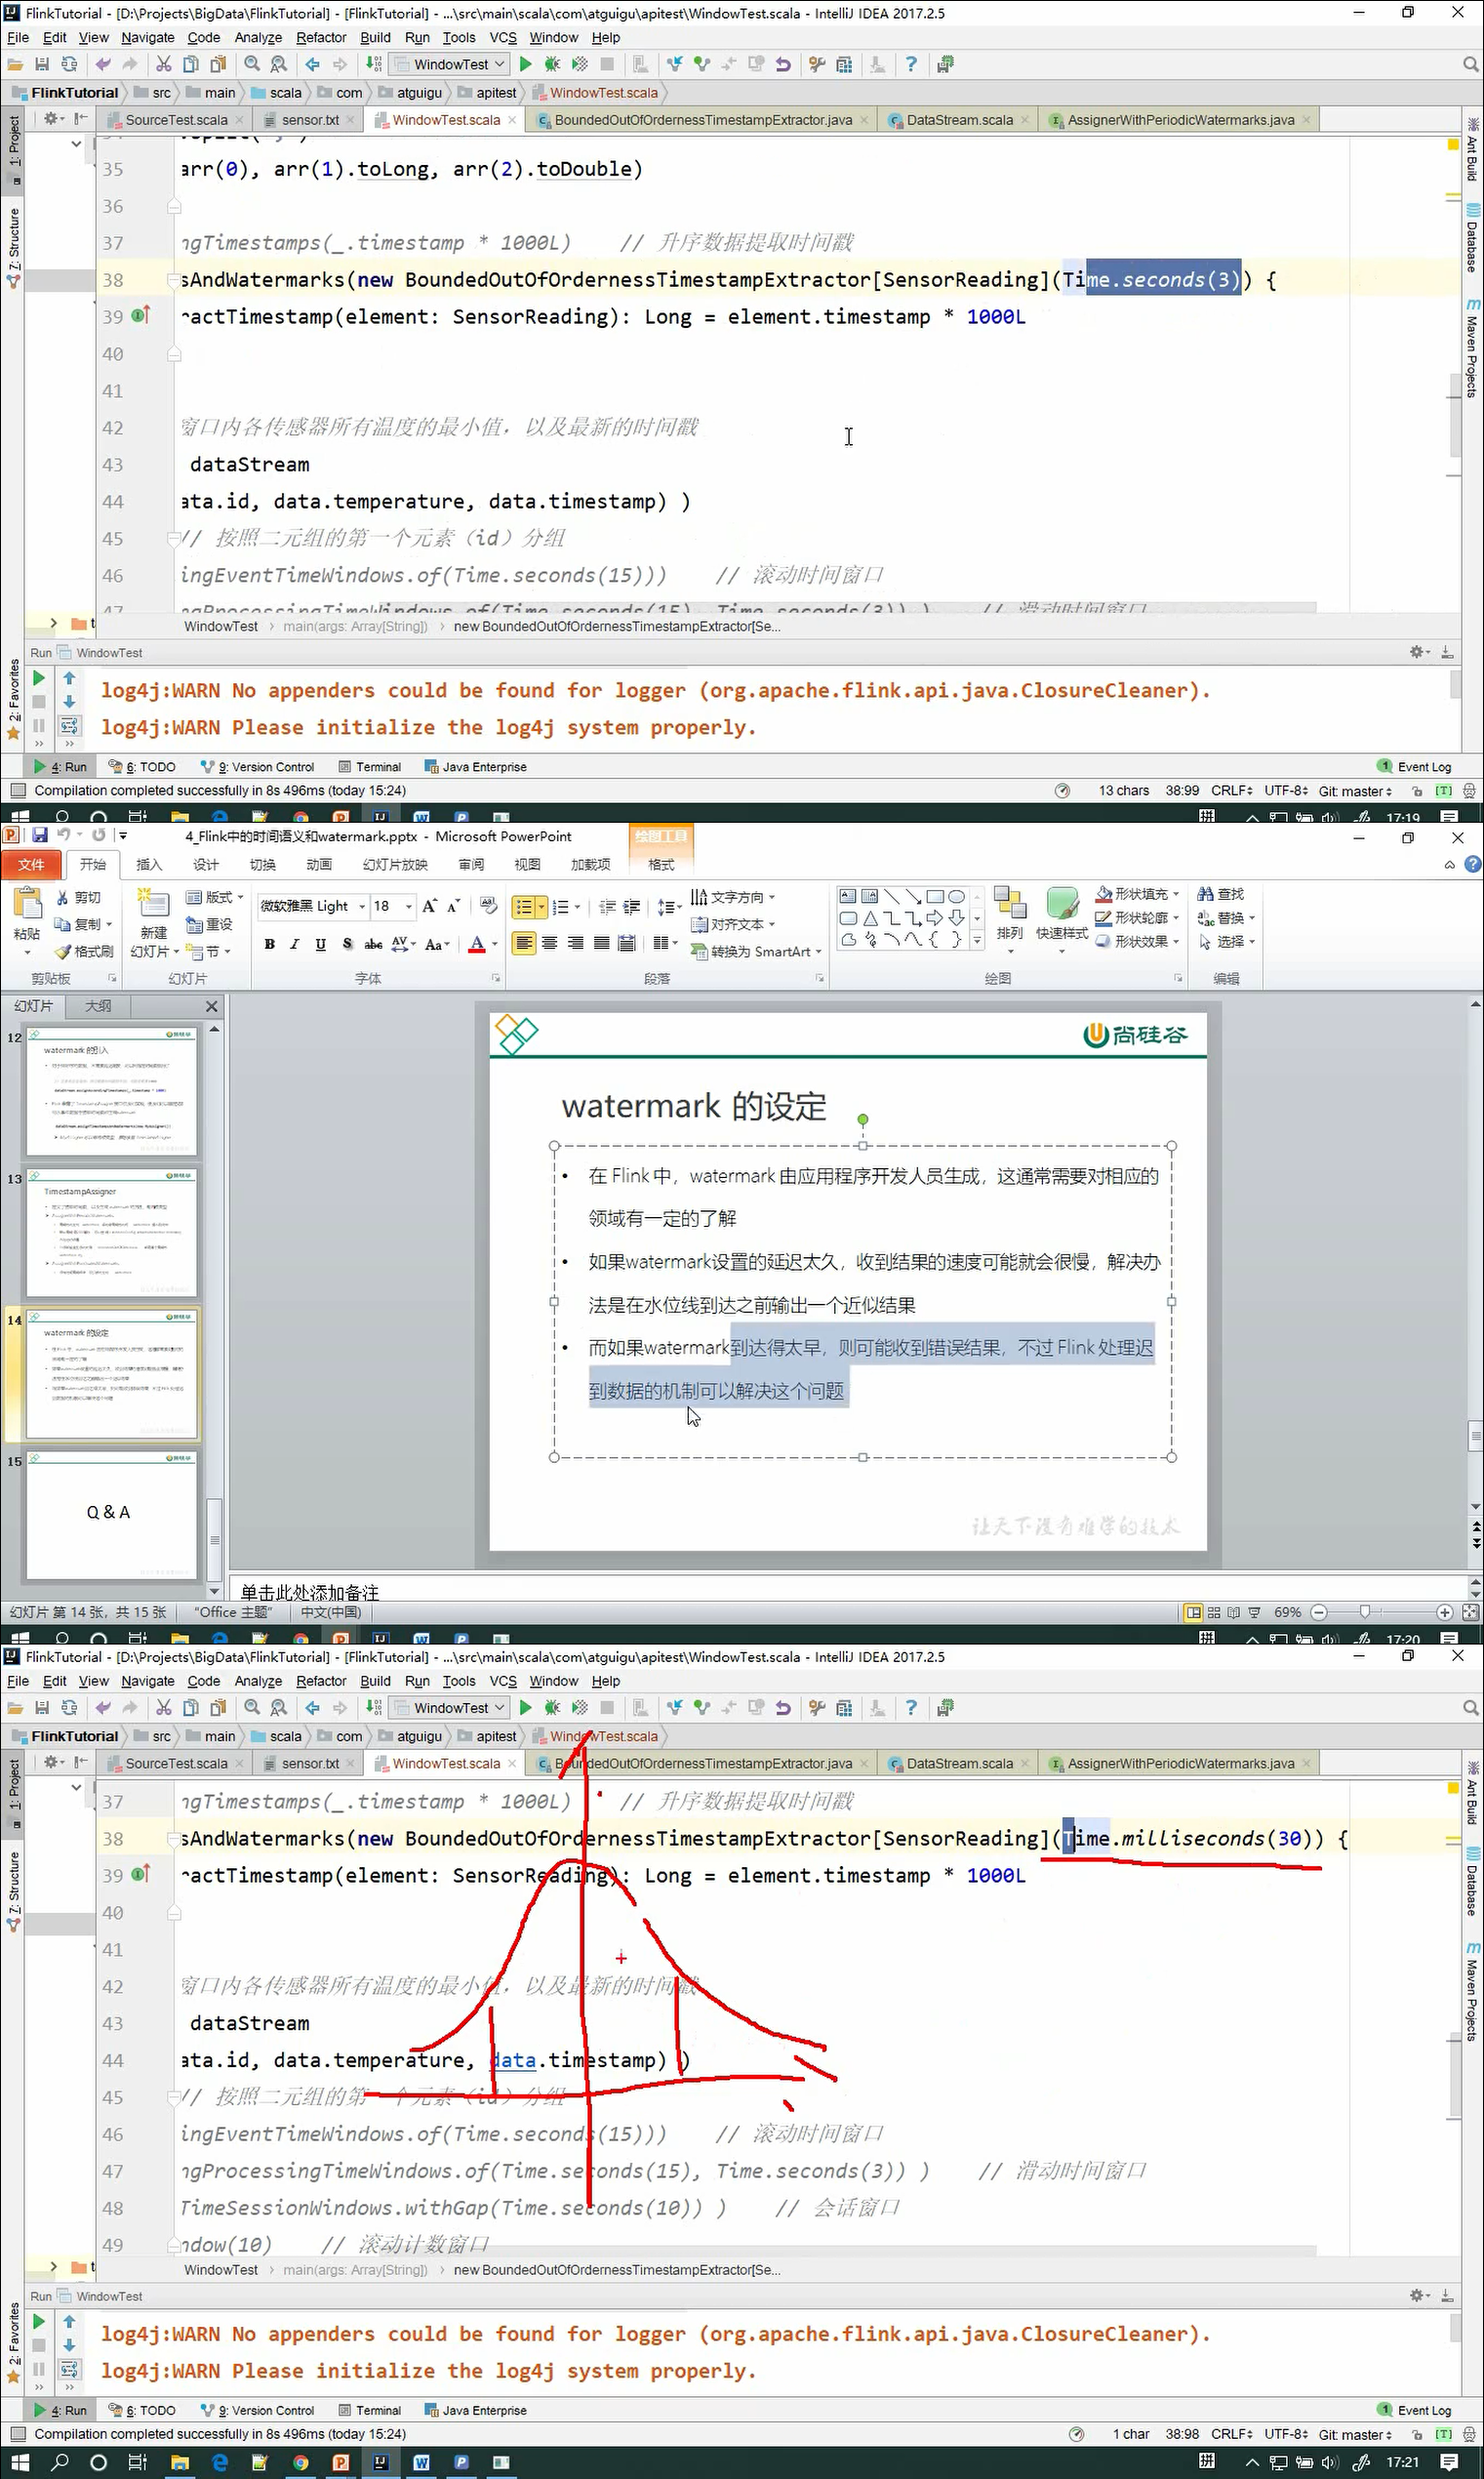 FlinkTutorial - [D:\Projects\BigData\FlinkTutorial] - [FlinkTutorial] - ...\src\main\scala\com\atguigu\apitest\WindowTest.scala - IntelliJ IDEA 2017.2.5
File Edit View Navigate Code Analyze Refactor Build Run Tools VCS Window Help
WindowTest
FlinkTutorial src main scala com atguigu apitest WindowTest.scala
SourceTest.scala sensor.txt WindowTest.scala BoundedOutOfOrdernessTimestampExtractor.java DataStream.scala AssignerWithPeriodicWatermarks.java
1: Project
7: Structure
2: Favorites
Ant Build
Database
Maven Projects
35 arr(0), arr(1).toLong, arr(2).toDouble)
36
37 ngTimestamps(_.timestamp * 1000L) // 升序数据提取时间戳
38 sAndWatermarks(new BoundedOutOfOrdernessTimestampExtractor[SensorReading](Time.seconds(3)) {
39 ractTimestamp(element: SensorReading): Long = element.timestamp * 1000L
40
41
42 窗口内各传感器所有温度的最小值，以及最新的时间戳
43 dataStream
44 ata.id, data.temperature, data.timestamp) )
45 // 按照二元组的第一个元素（id）分组
46 ingEventTimeWindows.of(Time.seconds(15))) // 滚动时间窗口
47 ngProcessingTimeWindows.of(Time.seconds(15), Time.seconds(3)) ) // 滑动时间窗口
WindowTest main(args: Array[String]) new BoundedOutOfOrdernessTimestampExtractor[Se...
Run WindowTest
log4j:WARN No appenders could be found for logger (org.apache.flink.api.java.ClosureCleaner).
log4j:WARN Please initialize the log4j system properly.
4: Run 6: TODO 9: Version Control Terminal Java Enterprise 1 Event Log
Compilation completed successfully in 8s 496ms (today 15:24) 13 chars 38:99 CRLF UTF-8 Git: master
17:19
4_Flink中的时间语义和watermark.pptx - Microsoft PowerPoint 绘图工具
文件 开始 插入 设计 切换 动画 幻灯片放映 审阅 视图 加载项 格式
粘贴 剪切 复制 格式刷 剪贴板
新建幻灯片 版式 重设 节 幻灯片
微软雅黑 Light 18 字体
文字方向 对齐文本 转换为 SmartArt 段落
排列 快速样式 形状填充 形状轮廓 形状效果 绘图
查找 替换 选择 编辑
幻灯片 大纲
12
watermark 的引入
13
TimestampAssigner
14
watermark 的设定
15
Q & A
尚硅谷
watermark 的设定
• 在 Flink 中，watermark 由应用程序开发人员生成，这通常需要对相应的
领域有一定的了解
• 如果watermark设置的延迟太久，收到结果的速度可能就会很慢，解决办
法是在水位线到达之前输出一个近似结果
• 而如果watermark到达得太早，则可能收到错误结果，不过 Flink 处理迟
到数据的机制可以解决这个问题
让天下没有难学的技术
单击此处添加备注
幻灯片 第 14 张，共 15 张 "Office 主题" 中文(中国) 69%
17:20
FlinkTutorial - [D:\Projects\BigData\FlinkTutorial] - [FlinkTutorial] - ...\src\main\scala\com\atguigu\apitest\WindowTest.scala - IntelliJ IDEA 2017.2.5
File Edit View Navigate Code Analyze Refactor Build Run Tools VCS Window Help
WindowTest
FlinkTutorial src main scala com atguigu apitest WindowTest.scala
SourceTest.scala sensor.txt WindowTest.scala BoundedOutOfOrdernessTimestampExtractor.java DataStream.scala AssignerWithPeriodicWatermarks.java
1: Project
7: Structure
2: Favorites
Ant Build
Database
Maven Projects
37 ngTimestamps(_.timestamp * 1000L) // 升序数据提取时间戳
38 sAndWatermarks(new BoundedOutOfOrdernessTimestampExtractor[SensorReading](Time.milliseconds(30)) {
39 ractTimestamp(element: SensorReading): Long = element.timestamp * 1000L
40
41
42 窗口内各传感器所有温度的最小值，以及最新的时间戳
43 dataStream
44 ata.id, data.temperature, data.timestamp) )
45 // 按照二元组的第一个元素（id）分组
46 ingEventTimeWindows.of(Time.seconds(15))) // 滚动时间窗口
47 ngProcessingTimeWindows.of(Time.seconds(15), Time.seconds(3)) ) // 滑动时间窗口
48 TimeSessionWindows.withGap(Time.seconds(10)) ) // 会话窗口
49 ndow(10) // 滚动计数窗口
WindowTest main(args: Array[String]) new BoundedOutOfOrdernessTimestampExtractor[Se...
Run WindowTest
log4j:WARN No appenders could be found for logger (org.apache.flink.api.java.ClosureCleaner).
log4j:WARN Please initialize the log4j system properly.
4: Run 6: TODO 9: Version Control Terminal Java Enterprise 1 Event Log
Compilation completed successfully in 8s 496ms (today 15:24) 1 char 38:98 CRLF UTF-8 Git: master
17:21